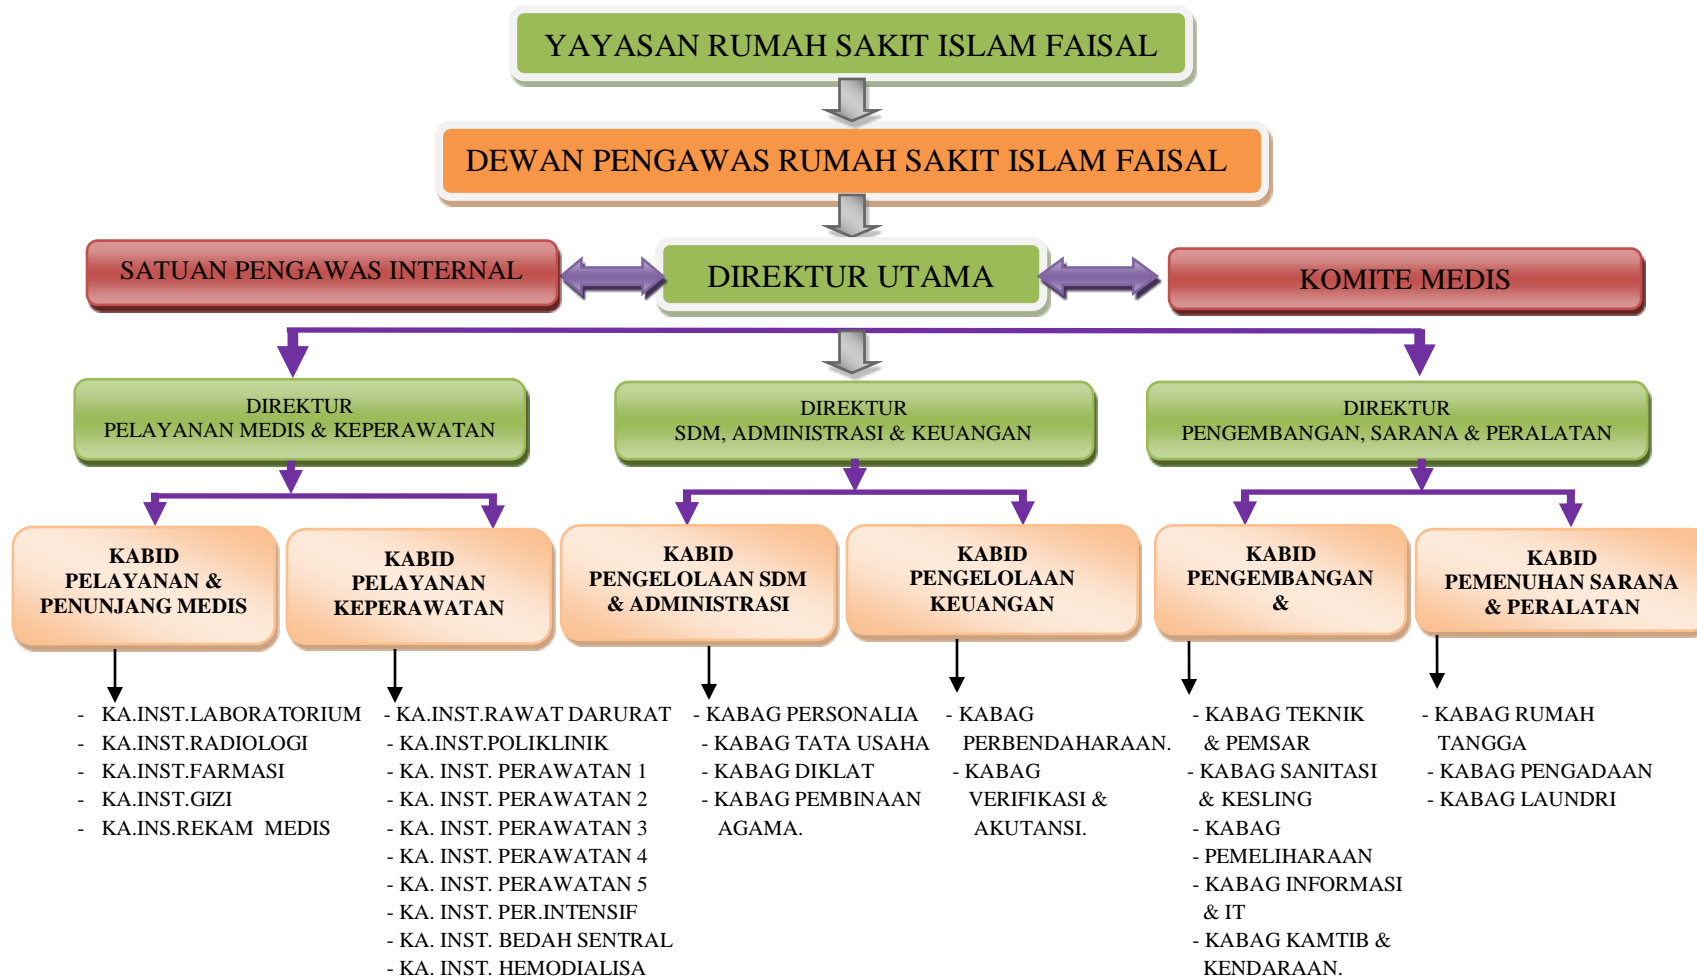 YAYASAN RUMAH SAKIT ISLAM FAISAL
DEWAN PENGAWAS RUMAH SAKIT ISLAM FAISAL
SATUAN PENGAWAS INTERNAL
DIREKTUR UTAMA
KOMITE MEDIS
DIREKTUR
PELAYANAN MEDIS & KEPERAWATAN
DIREKTUR
SDM, ADMINISTRASI & KEUANGAN
DIREKTUR
PENGEMBANGAN, SARANA & PERALATAN
KABID
PELAYANAN &
PENUNJANG MEDIS
KABID
PELAYANAN
KEPERAWATAN
KABID
PENGELOLAAN SDM
& ADMINISTRASI
KABID
PENGELOLAAN
KEUANGAN
KABID
PENGEMBANGAN
&
KABID
PEMENUHAN SARANA
& PERALATAN
- KA.INST.LABORATORIUM
- KA.INST.RADIOLOGI
- KA.INST.FARMASI
- KA.INST.GIZI
- KA.INS.REKAM MEDIS
- KA.INST.RAWAT DARURAT
- KA.INST.POLIKLINIK
- KA. INST. PERAWATAN 1
- KA. INST. PERAWATAN 2
- KA. INST. PERAWATAN 3
- KA. INST. PERAWATAN 4
- KA. INST. PERAWATAN 5
- KA. INST. PER.INTENSIF
- KA. INST. BEDAH SENTRAL
- KA. INST. HEMODIALISA
- KABAG PERSONALIA
- KABAG TATA USAHA
- KABAG DIKLAT
- KABAG PEMBINAAN
AGAMA.
- KABAG
PERBENDAHARAAN.
- KABAG
VERIFIKASI &
AKUTANSI.
- KABAG TEKNIK
& PEMSAR
- KABAG SANITASI
& KESLING
- KABAG
- PEMELIHARAAN
- KABAG INFORMASI
& IT
- KABAG KAMTIB &
KENDARAAN.
- KABAG RUMAH
TANGGA
- KABAG PENGADAAN
- KABAG LAUNDRI